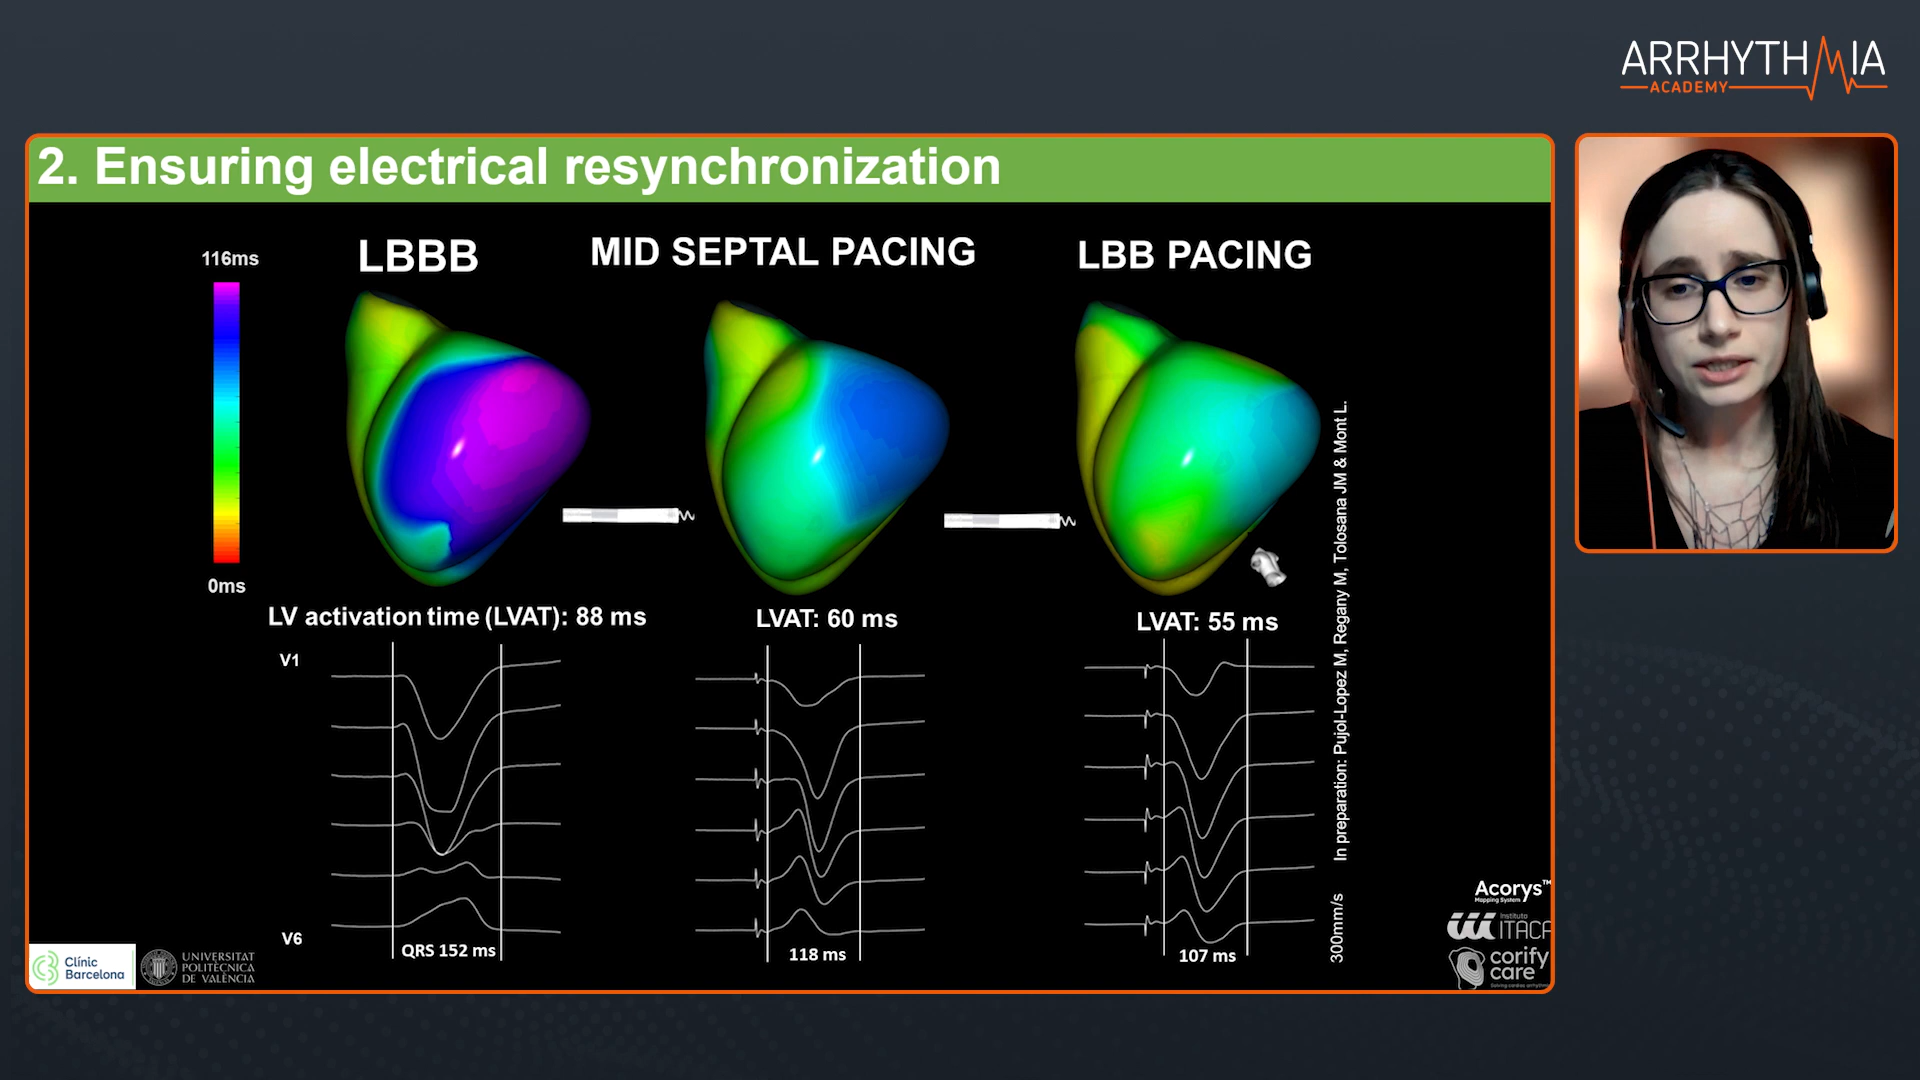 ARRHYTHMIA
ACADEMY
2. Ensuring electrical resynchronization
LBBB
MID SEPTAL PACING
LBB PACING
116ms
0ms
LV activation time (LVAT): 88 ms
LVAT: 60 ms
LVAT: 55 ms
V1
V6
QRS 152 ms
118 ms
107 ms
In preparation: Pujol-Lopez M, Regany M, Tolosana JM & Mont L.
300mm/s
Clínic
Barcelona
UNIVERSITAT
POLITÈCNICA
DE VALÈNCIA
Acorys™
Mapping System
Instituto
ITACA
corify
care